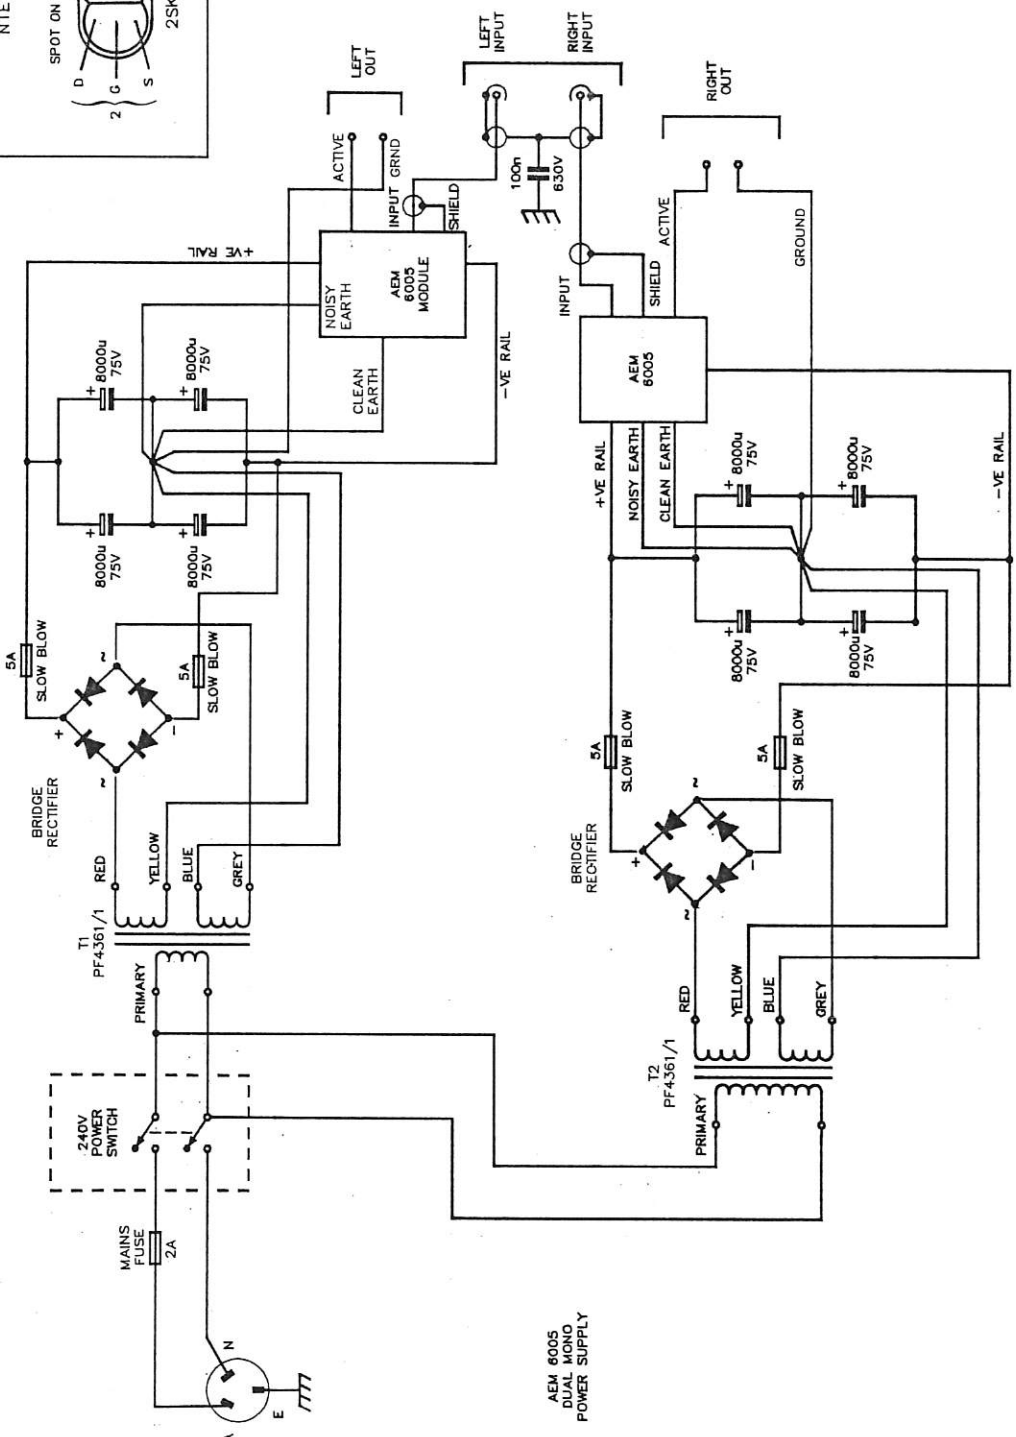 SPOT ON
D
G
S
2
2SK
LEFT
OUT
LEFT
INPUT
RIGHT
INPUT
RIGHT
OUT
ACTIVE
GRND
INPUT
SHIELD
100n
630V
+VE RAIL
NOISY
EARTH
AEM
6005
MODULE
CLEAN
EARTH
-VE RAIL
+ 8000u
75V
+ 8000u
75V
+
8000u
75V
+
8000u
75V
5A
SLOW BLOW
5A
SLOW BLOW
+
~
~
−
BRIDGE
RECTIFIER
RED
YELLOW
BLUE
GREY
T1
PF4361/1
PRIMARY
240V
POWER
SWITCH
MAINS
FUSE
2A
N
E
INPUT
SHIELD
ACTIVE
GROUND
AEM
6005
+VE RAIL
NOISY EARTH
CLEAN EARTH
-VE RAIL
+ 8000u
75V
+ 8000u
75V
+
8000u
75V
+
8000u
75V
5A
SLOW BLOW
5A
SLOW BLOW
+
~
~
−
BRIDGE
RECTIFIER
RED
YELLOW
BLUE
GREY
T2
PF4361/1
PRIMARY
AEM 6005
DUAL MONO
POWER SUPPLY